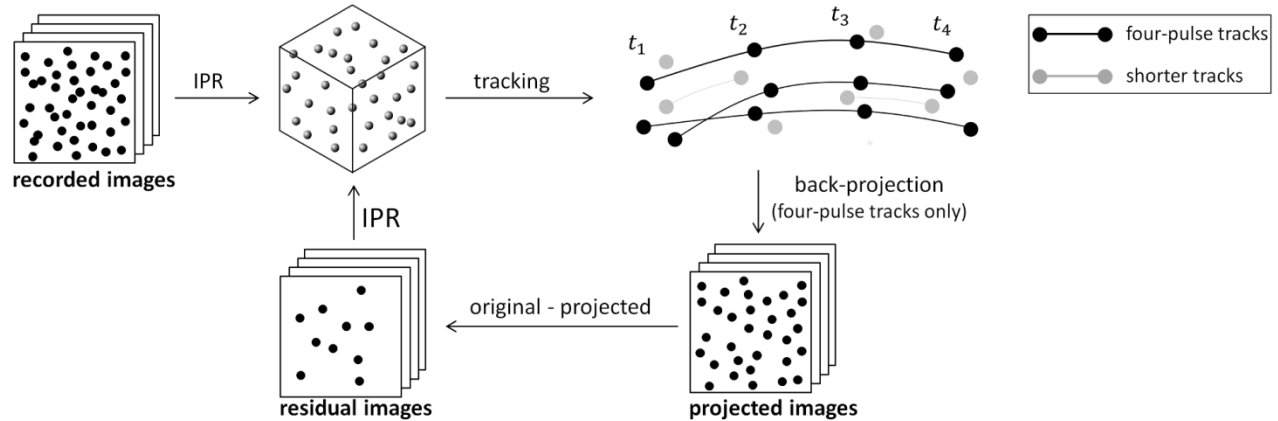 t₁
t₂
t₃
t₄
four-pulse tracks
shorter tracks
IPR
tracking
recorded images
back-projection
(four-pulse tracks only)
IPR
original - projected
residual images
projected images